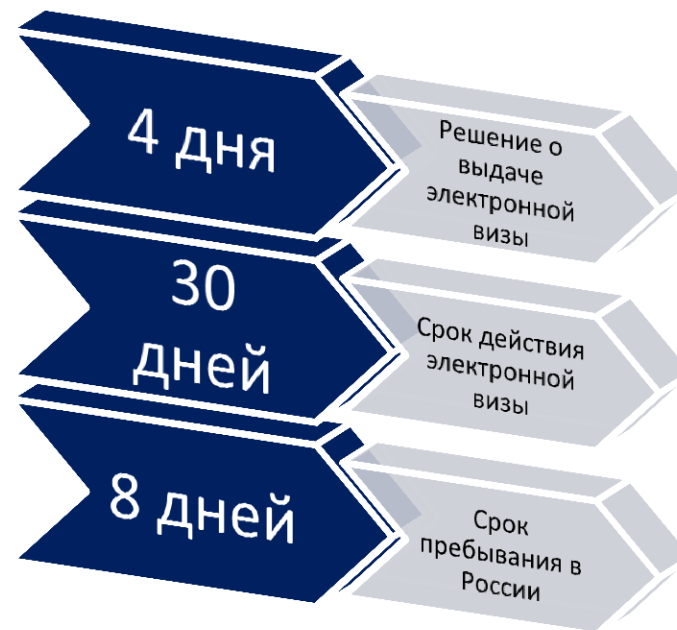 4 дня
Решение о
выдаче
электронной
визы
30
дней
Срок действия
электронной
визы
8 дней
Срок
пребывания в
России